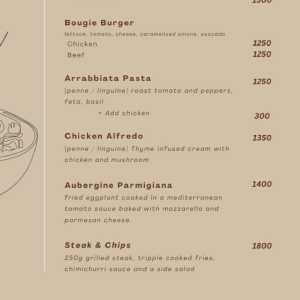 Bougie Burger
lettuce, tomato, cheese, caramelised onions, avocado
Chicken 1250
Beef 1250
Arrabbiata Pasta 1250
[penne / linguine] roast tomato and peppers,
feta, basil
+ Add chicken 300
Chicken Alfredo 1350
[penne / linguine] Thyme infused cream with
chicken and mushroom
Aubergine Parmigiana 1400
fried eggplant cooked in a mediterranean
tomato sauce baked with mozzarella and
parmesan cheese.
Steak & Chips 1800
250g grilled steak, tripple cooked fries,
chimichurri sauce and a side salad